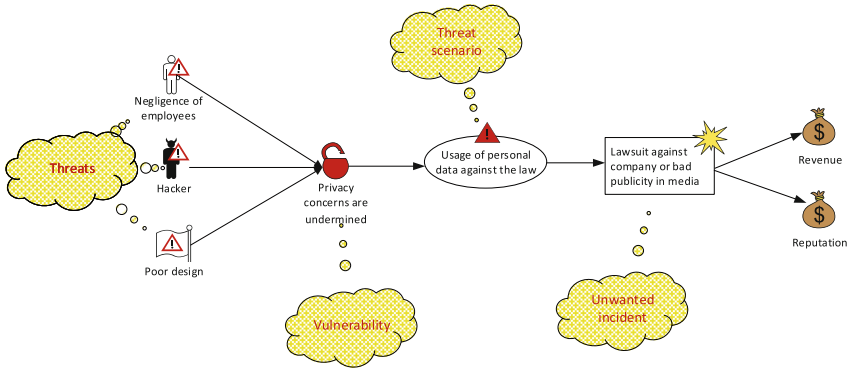 Threat
scenario
Negligence of
employees
Threats
Hacker
Poor design
Privacy
concerns are
undermined
Usage of personal
data against the law
Lawsuit against
company or bad
publicity in media
$
Revenue
$
Reputation
Vulnerability
Unwanted
incident